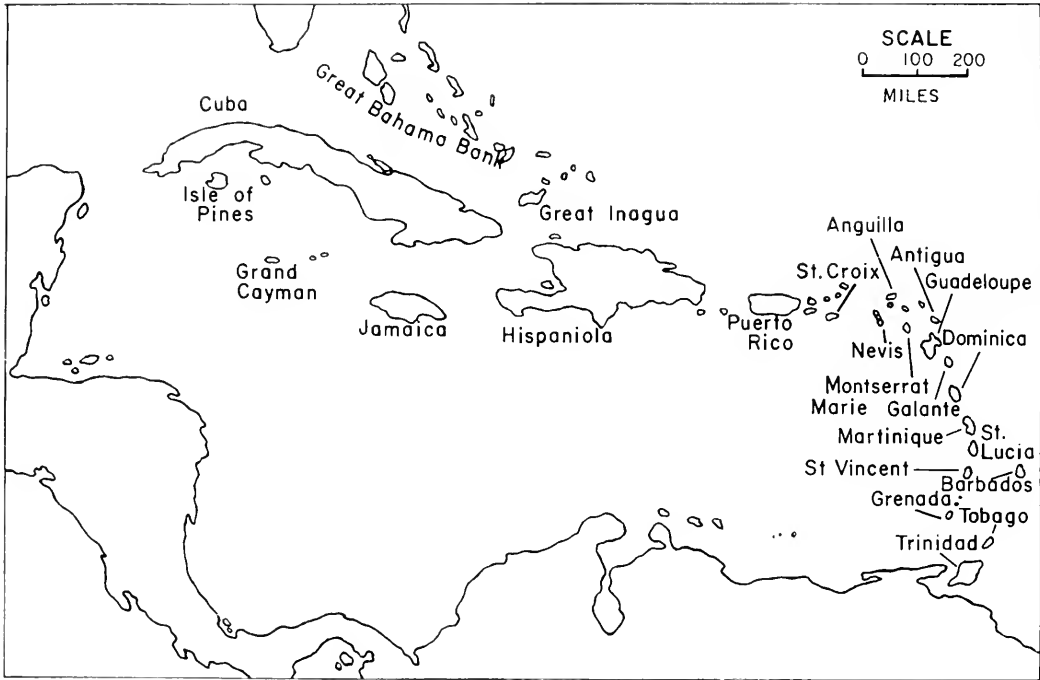 SCALE
0 100 200
MILES
Great Bahama Bank
Cuba
Isle of
Pines
Great Inagua
Grand
Cayman
Jamaica
Hispaniola
Puerto
Rico
St. Croix
Anguilla
Antigua
Guadeloupe
Nevis
Dominica
Montserrat
Marie Galante
Martinique
St.
Lucia
St Vincent
Barbados
Grenada
Tobago
Trinidad